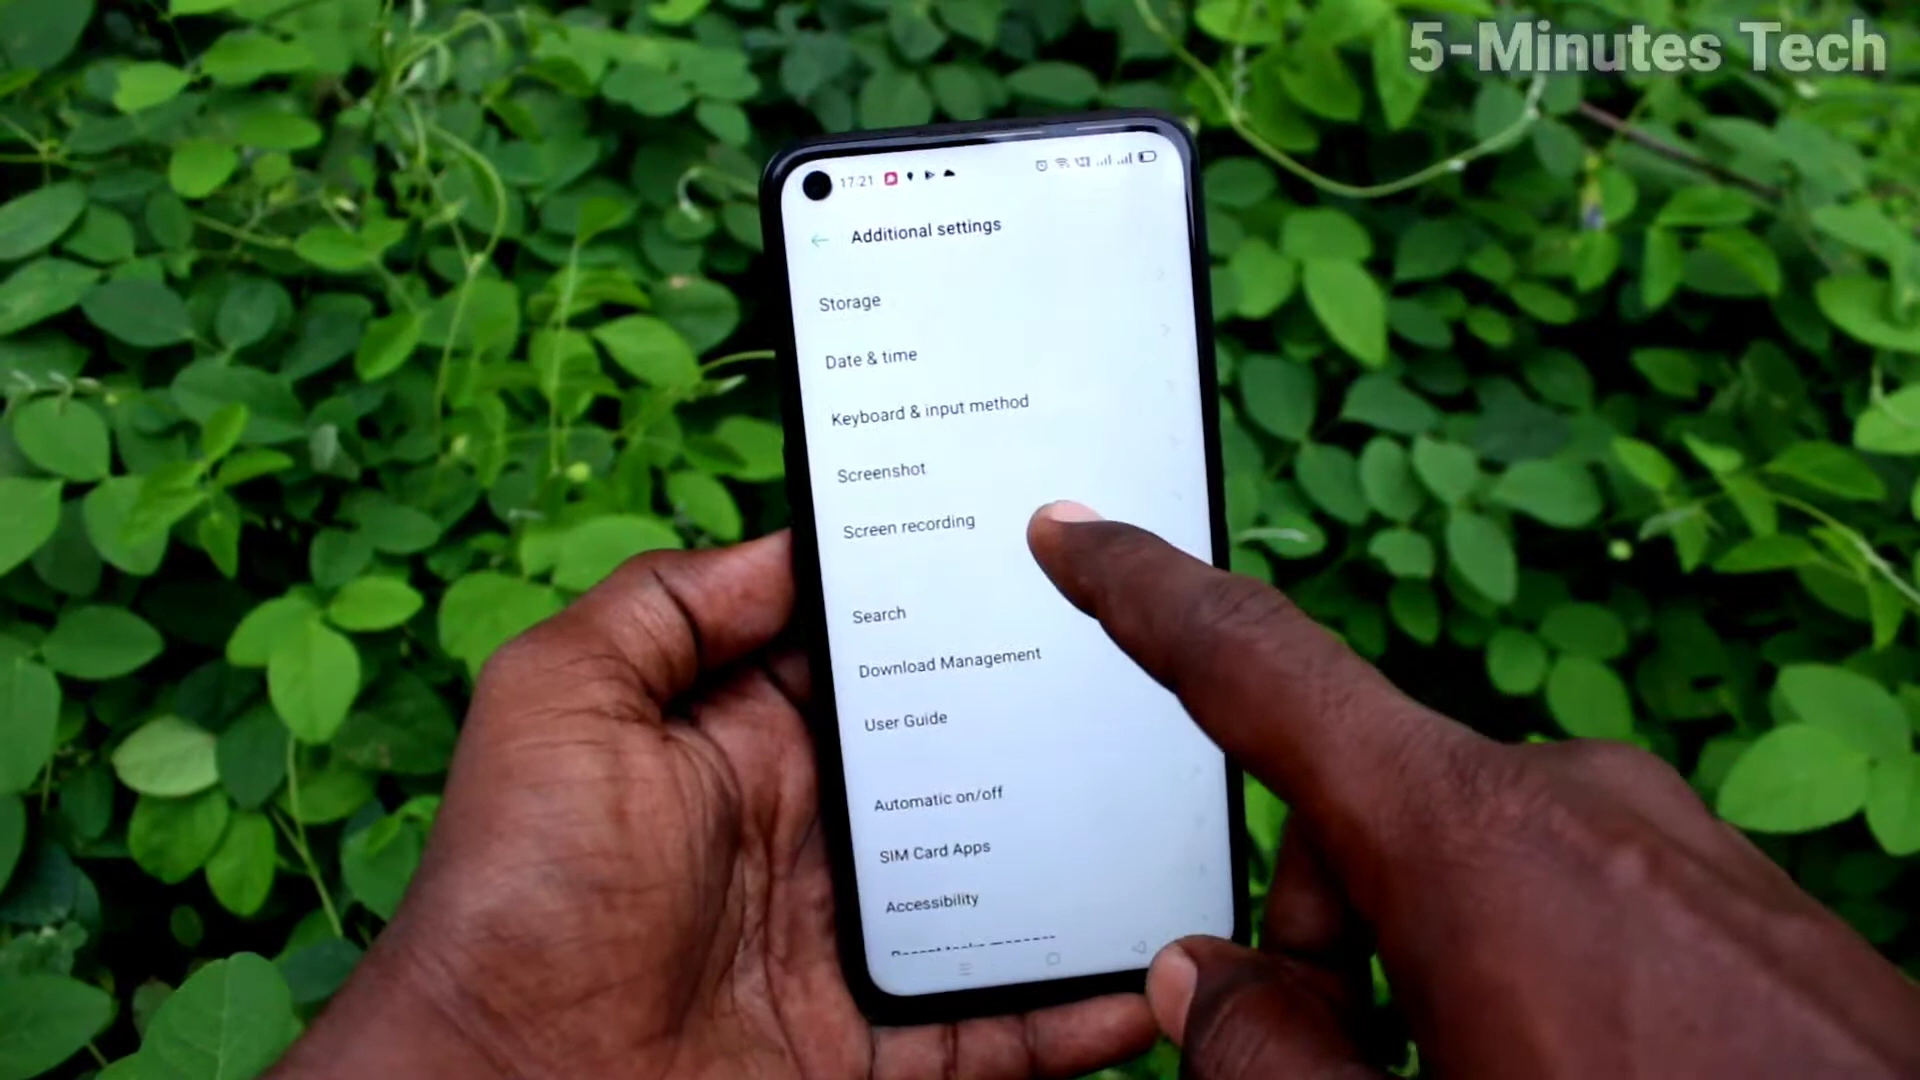 5-Minutes Tech
17:21
Additional settings
Storage
Date & time
Keyboard & input method
Screenshot
Screen recording
Search
Download Management
User Guide
Automatic on/off
SIM Card Apps
Accessibility